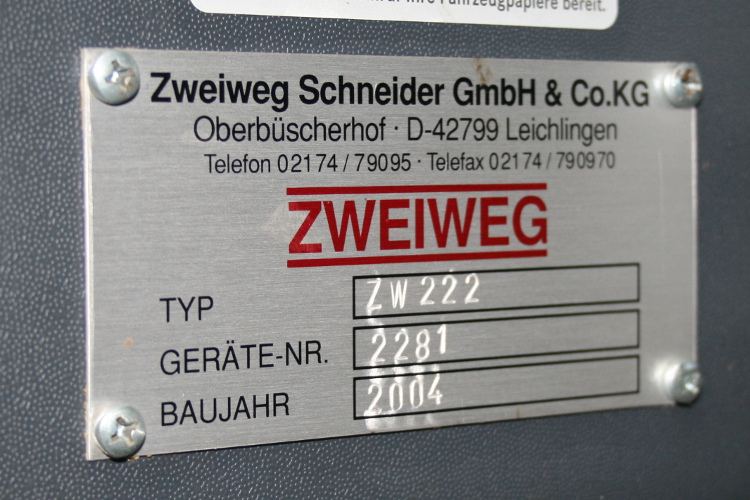 Ihre Fahrzeugpapiere bereit.
Zweiweg Schneider GmbH & Co.KG
Oberbüscherhof · D-42799 Leichlingen
Telefon 02174 / 79095 · Telefax 02174 / 790970
ZWEIWEG
TYP ZW 222
GERÄTE-NR. 2281
BAUJAHR 2004